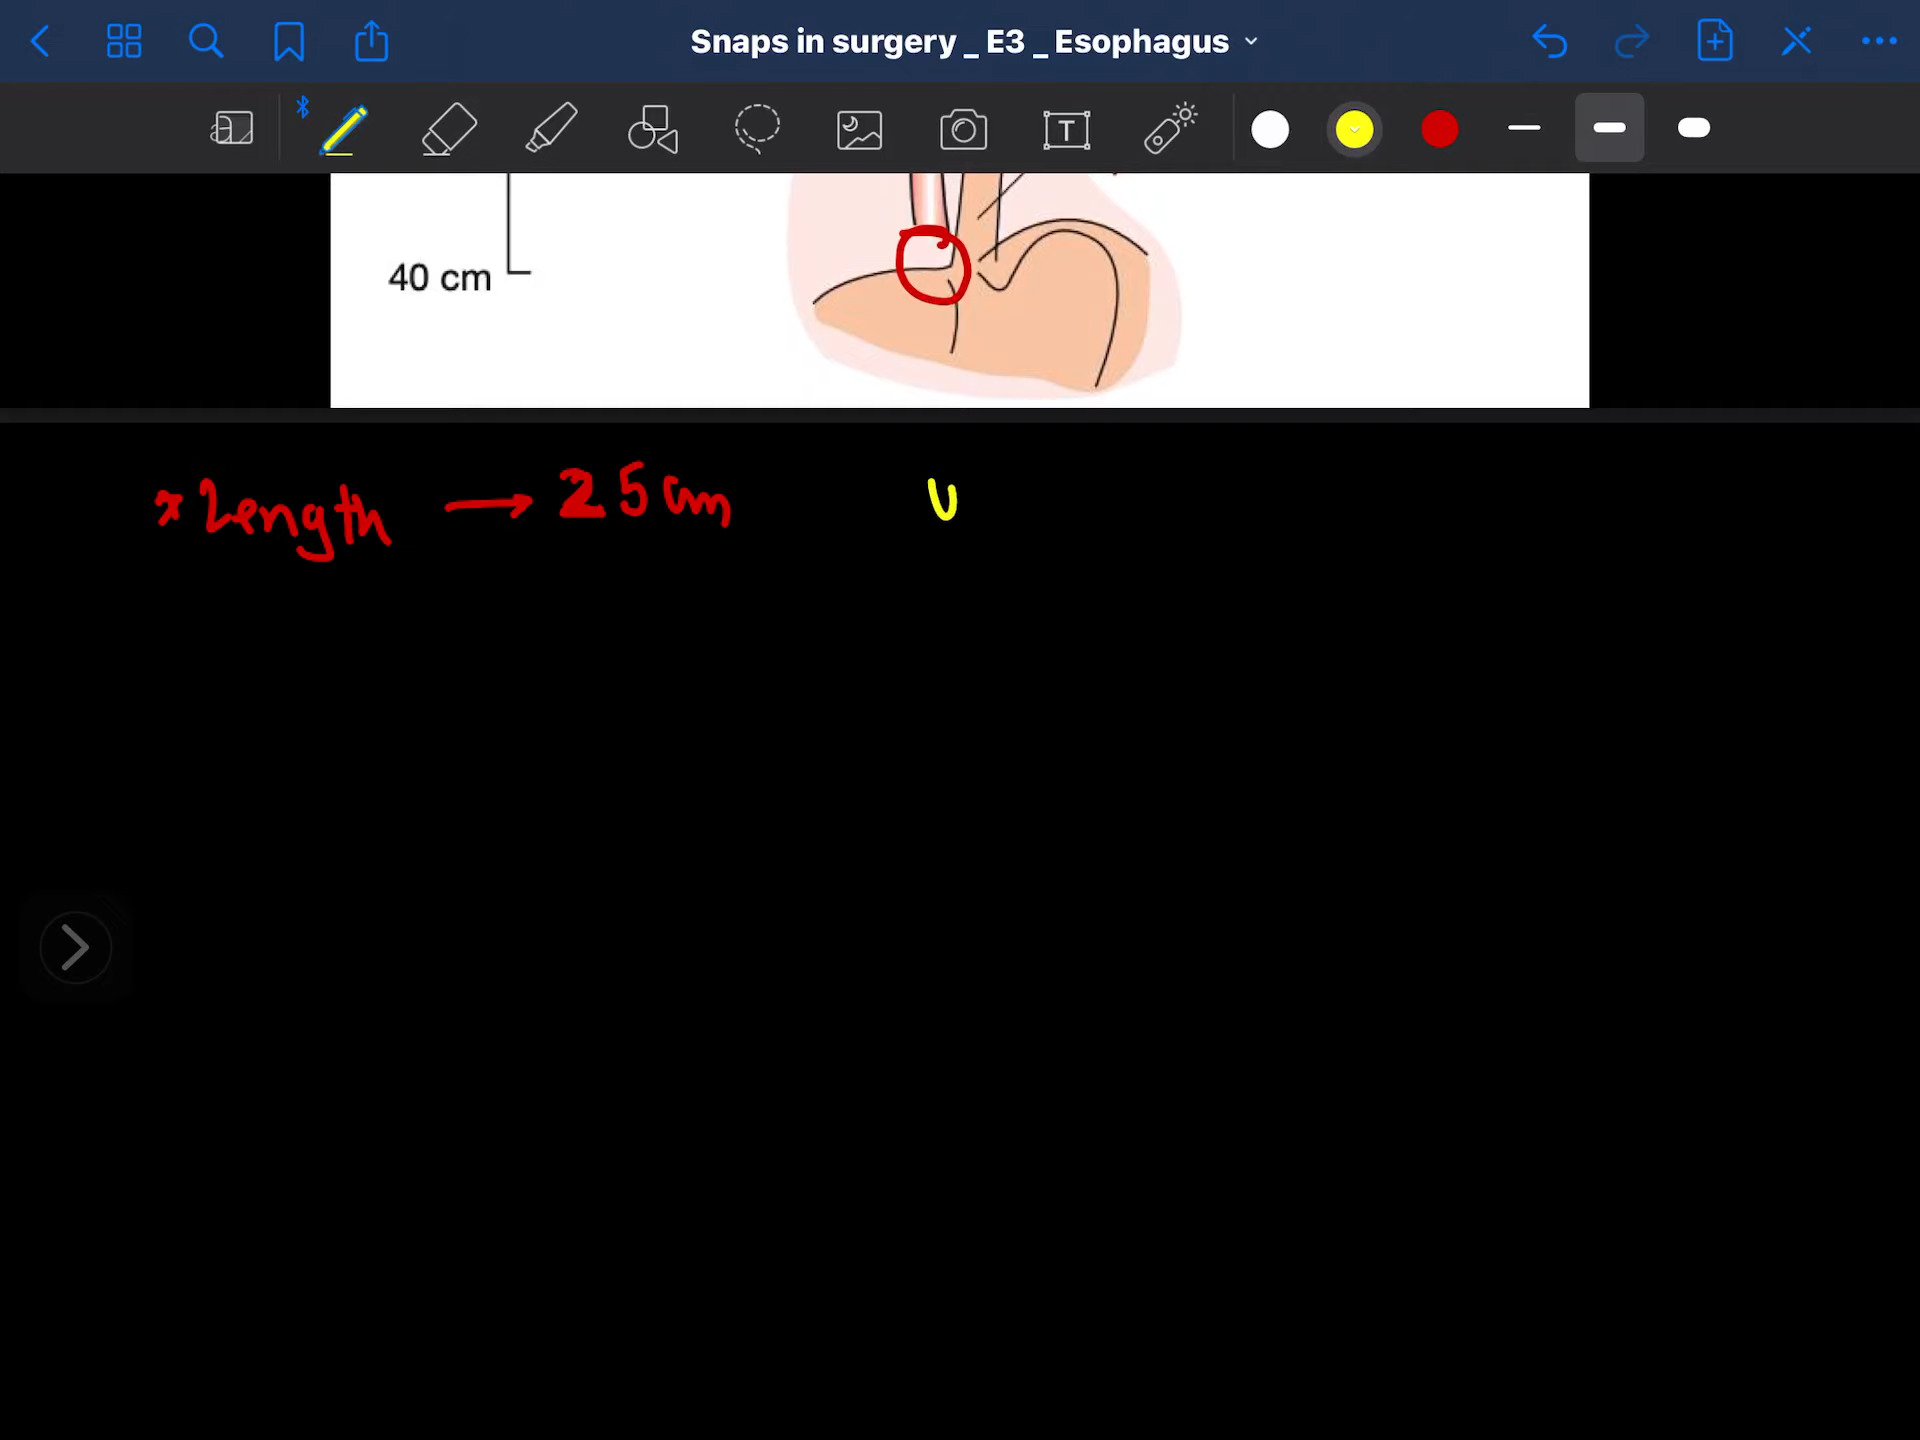 Snaps in surgery _ E3 _ Esophagus
T
40 cm
* Length → 25 cm U